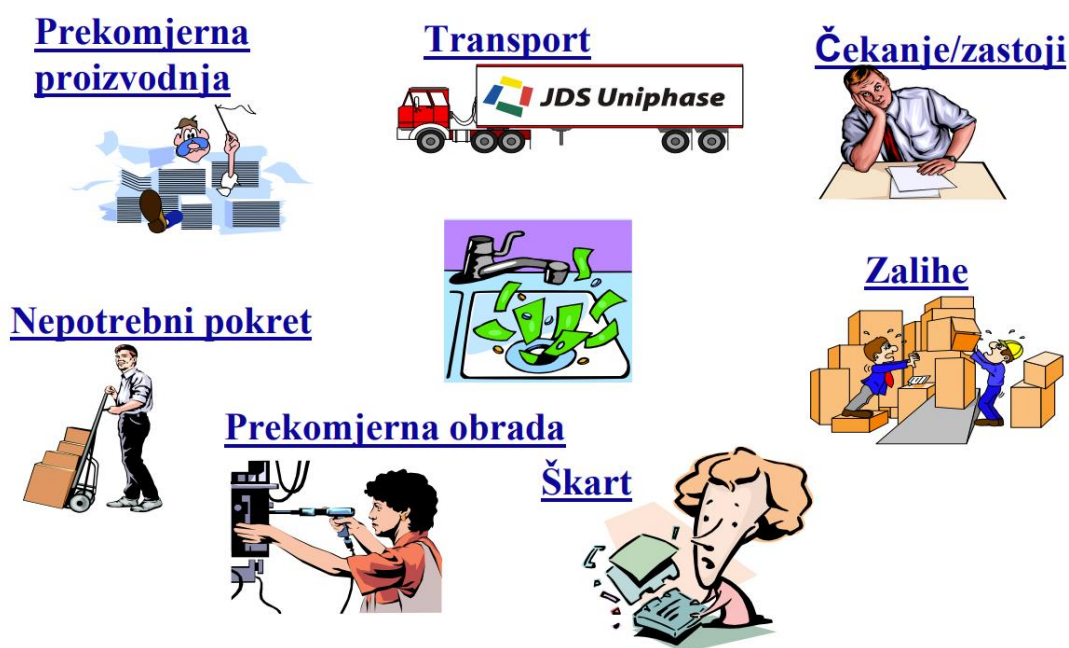 Prekomjerna
proizvodnja
Transport
JDS Uniphase
Čekanje/zastoji
Zalihe
Nepotrebni pokret
Prekomjerna obrada
Škart